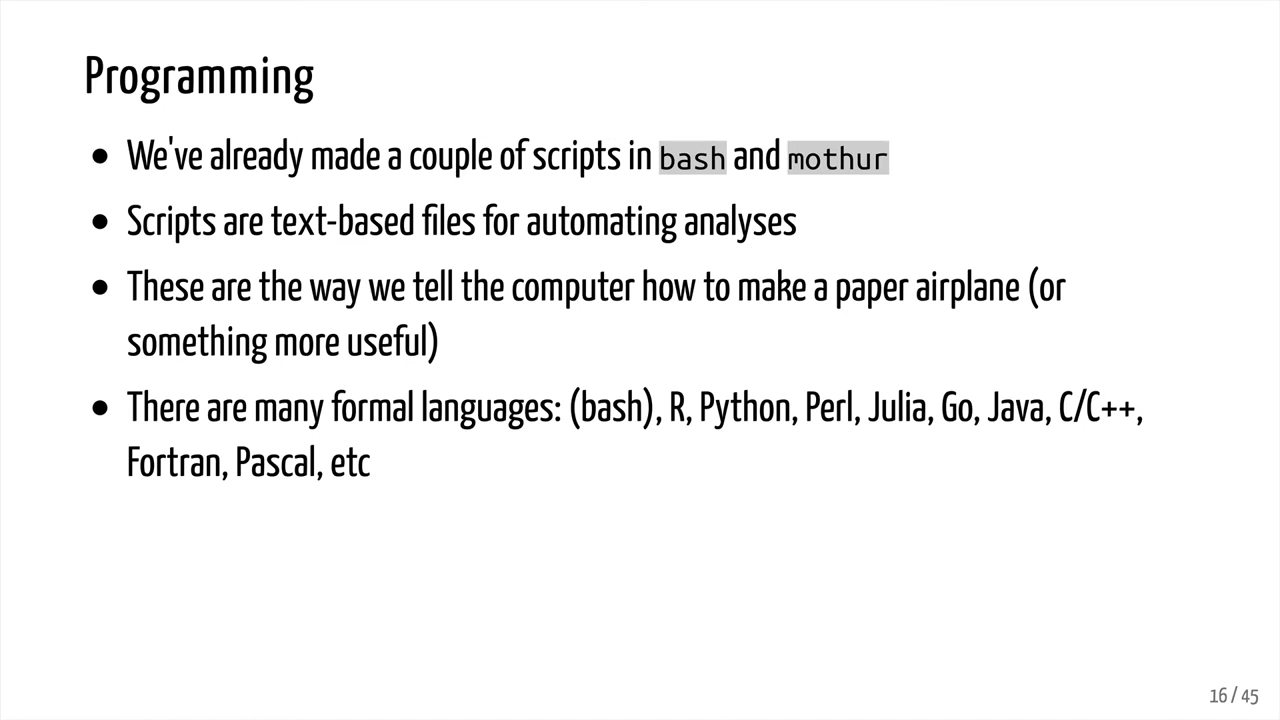 Programming
We've already made a couple of scripts in bash and mothur
Scripts are text-based files for automating analyses
These are the way we tell the computer how to make a paper airplane (or
something more useful)
There are many formal languages: (bash), R, Python, Perl, Julia, Go, Java, C/C++,
Fortran, Pascal, etc
16 / 45